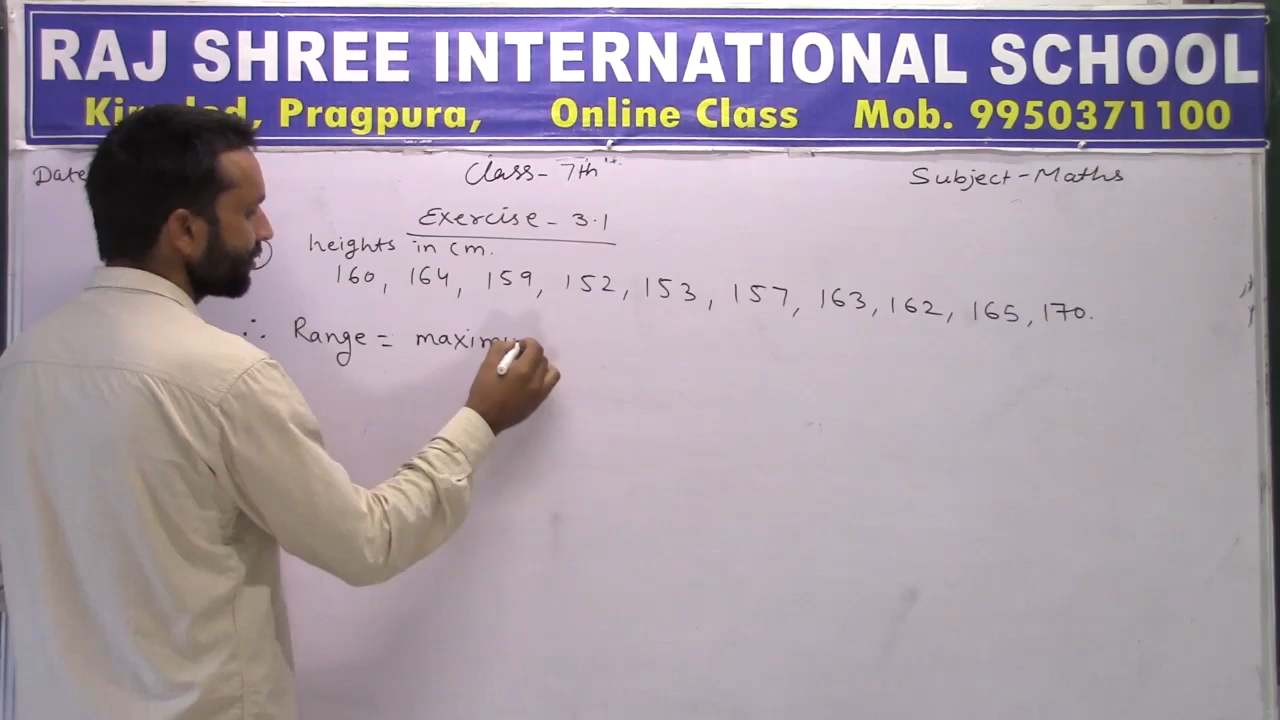 RAJ SHREE INTERNATIONAL SCHOOL
Pragpura, Online Class Mob. 9950371100
Date Class - 7th Subject - Maths
Exercise - 3.1
heights in cm.
160, 164, 159, 152, 153, 157, 163, 162, 165, 170.
∴ Range =